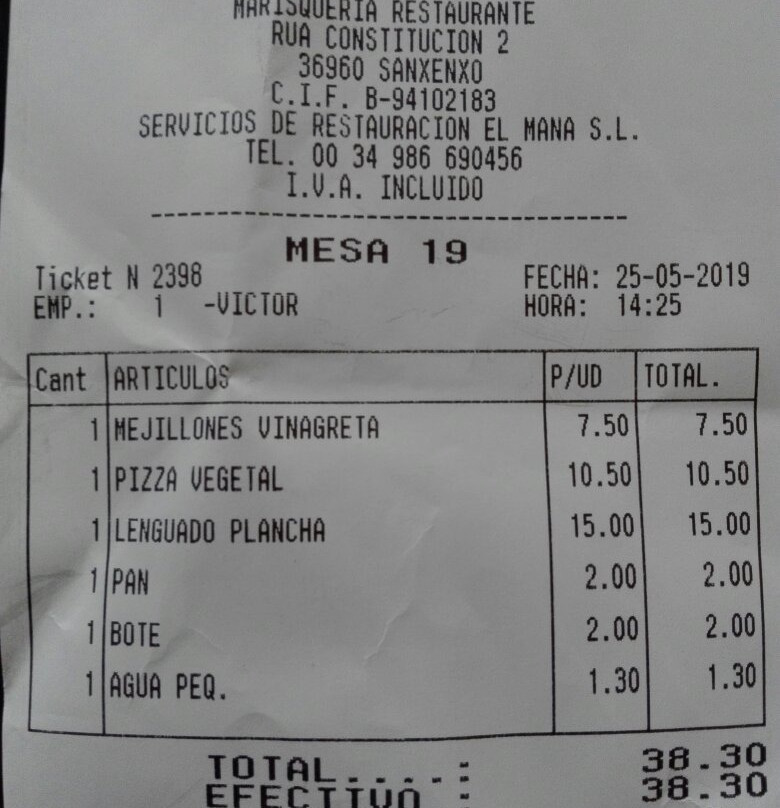 MARISQUERIA RESTAURANTE
RUA CONSTITUCION 2
36960 SANXENXO
C.I.F. B-94102183
SERVICIOS DE RESTAURACION EL MANA S.L.
TEL. 00 34 986 690456
I.V.A. INCLUIDO
--------------------------------------
MESA 19
Ticket N 2398 FECHA: 25-05-2019
EMP.: 1 -VICTOR HORA: 14:25
Cant ARTICULOS P/UD TOTAL.
1 MEJILLONES VINAGRETA 7.50 7.50
1 PIZZA VEGETAL 10.50 10.50
1 LENGUADO PLANCHA 15.00 15.00
1 PAN 2.00 2.00
1 BOTE 2.00 2.00
1 AGUA PEQ. 1.30 1.30
TOTAL.....: 38.30
EFECTIVO : 38.30